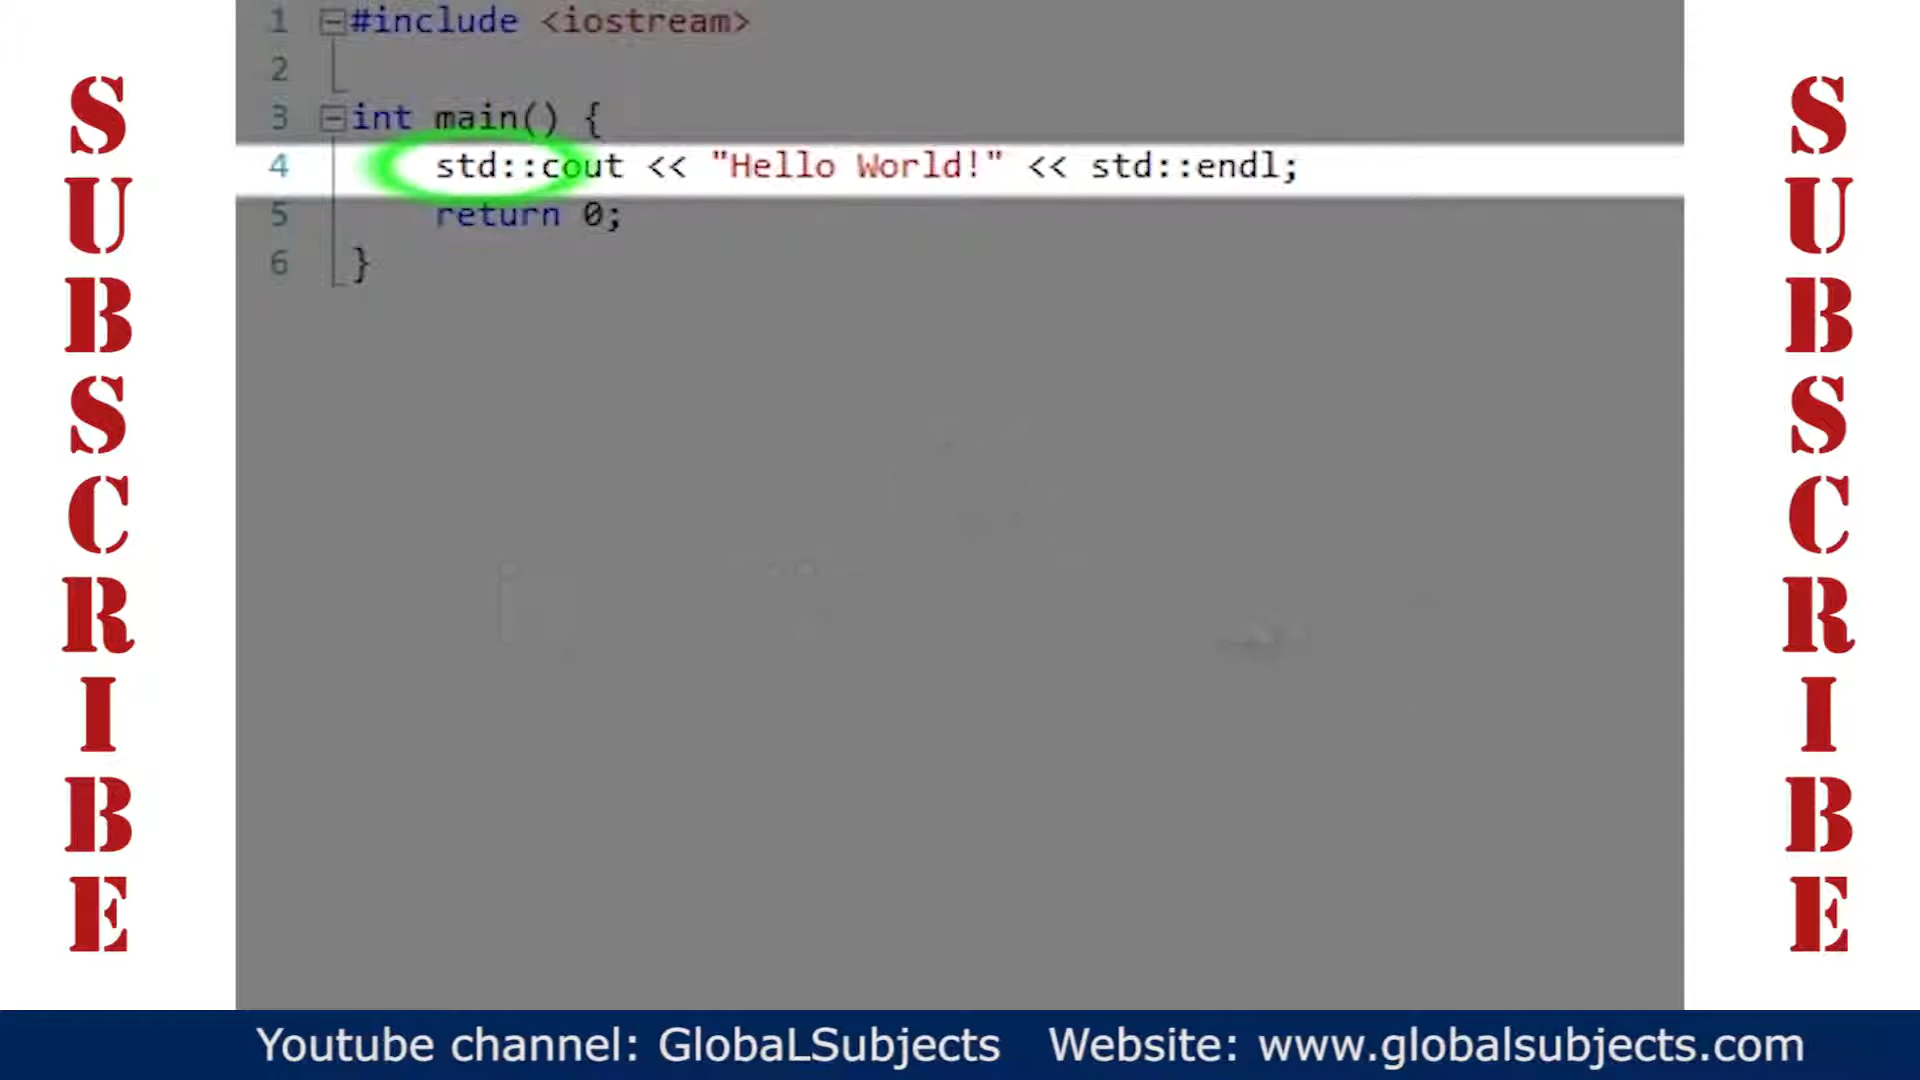 SUBSCRIBE
1 #include <iostream>
2
3 int main() {
4 std::cout << "Hello World!" << std::endl;
5 return 0;
6 }
SUBSCRIBE
Youtube channel: GlobaLSubjects Website: www.globalsubjects.com